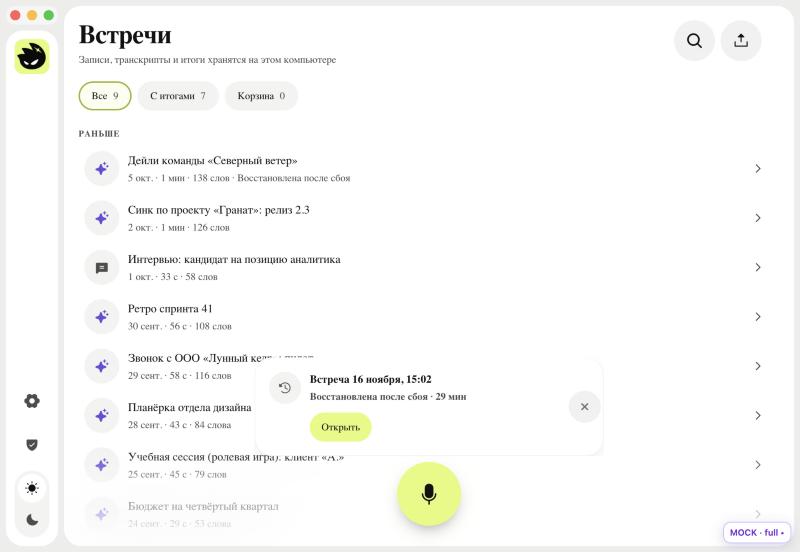 Встречи
Записи, транскрипты и итоги хранятся на этом компьютере
Все 9
С итогами 7
Корзина 0
РАНЬШЕ
Дейли команды «Северный ветер»
5 окт. · 1 мин · 138 слов · Восстановлена после сбоя
Синк по проекту «Гранат»: релиз 2.3
2 окт. · 1 мин · 126 слов
Интервью: кандидат на позицию аналитика
1 окт. · 33 с · 58 слов
Ретро спринта 41
30 сент. · 56 с · 108 слов
Звонок с ООО «Лунный
29 сент. · 58 с · 116 слов
Планёрка отдела дизайна
28 сент. · 43 с · 84 слова
Встреча 16 ноября, 15:02
Восстановлена после сбоя · 29 мин
Открыть
Учебная сессия (ролевая игра): клиент «А.»
25 сент. · 45 с · 79 слов
Бюджет на четвёртый квартал
24 сент. · 29 с · 53 слова
MOCK · full •